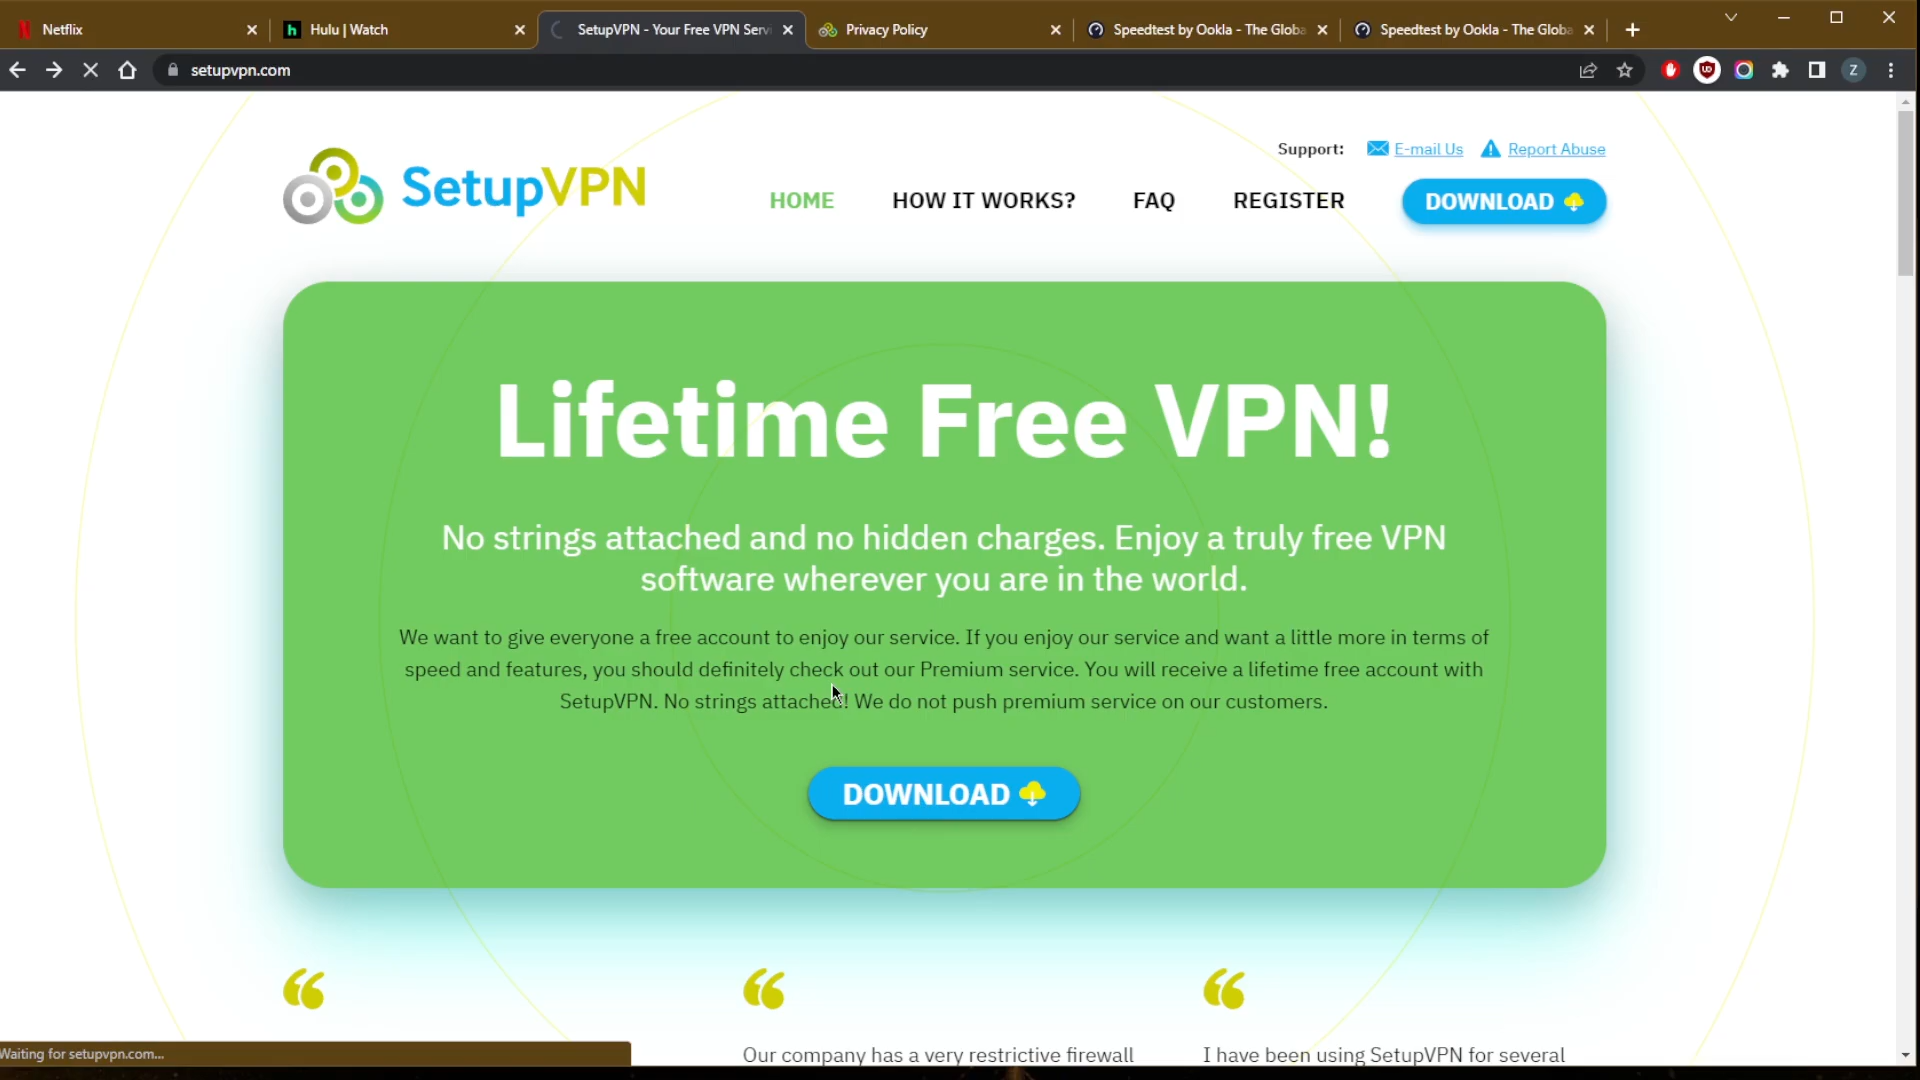 Netflix
Hulu | Watch
SetupVPN - Your Free VPN Servi
Privacy Policy
Speedtest by Ookla - The Globa
Speedtest by Ookla - The Globa
setupvpn.com
Z
Support: E-mail Us Report Abuse
SetupVPN
HOME HOW IT WORKS? FAQ REGISTER DOWNLOAD
Lifetime Free VPN!
No strings attached and no hidden charges. Enjoy a truly free VPN
software wherever you are in the world.
We want to give everyone a free account to enjoy our service. If you enjoy our service and want a little more in terms of
speed and features, you should definitely check out our Premium service. You will receive a lifetime free account with
SetupVPN. No strings attached! We do not push premium service on our customers.
DOWNLOAD
Our company has a very restrictive firewall
I have been using SetupVPN for several
Waiting for setupvpn.com...